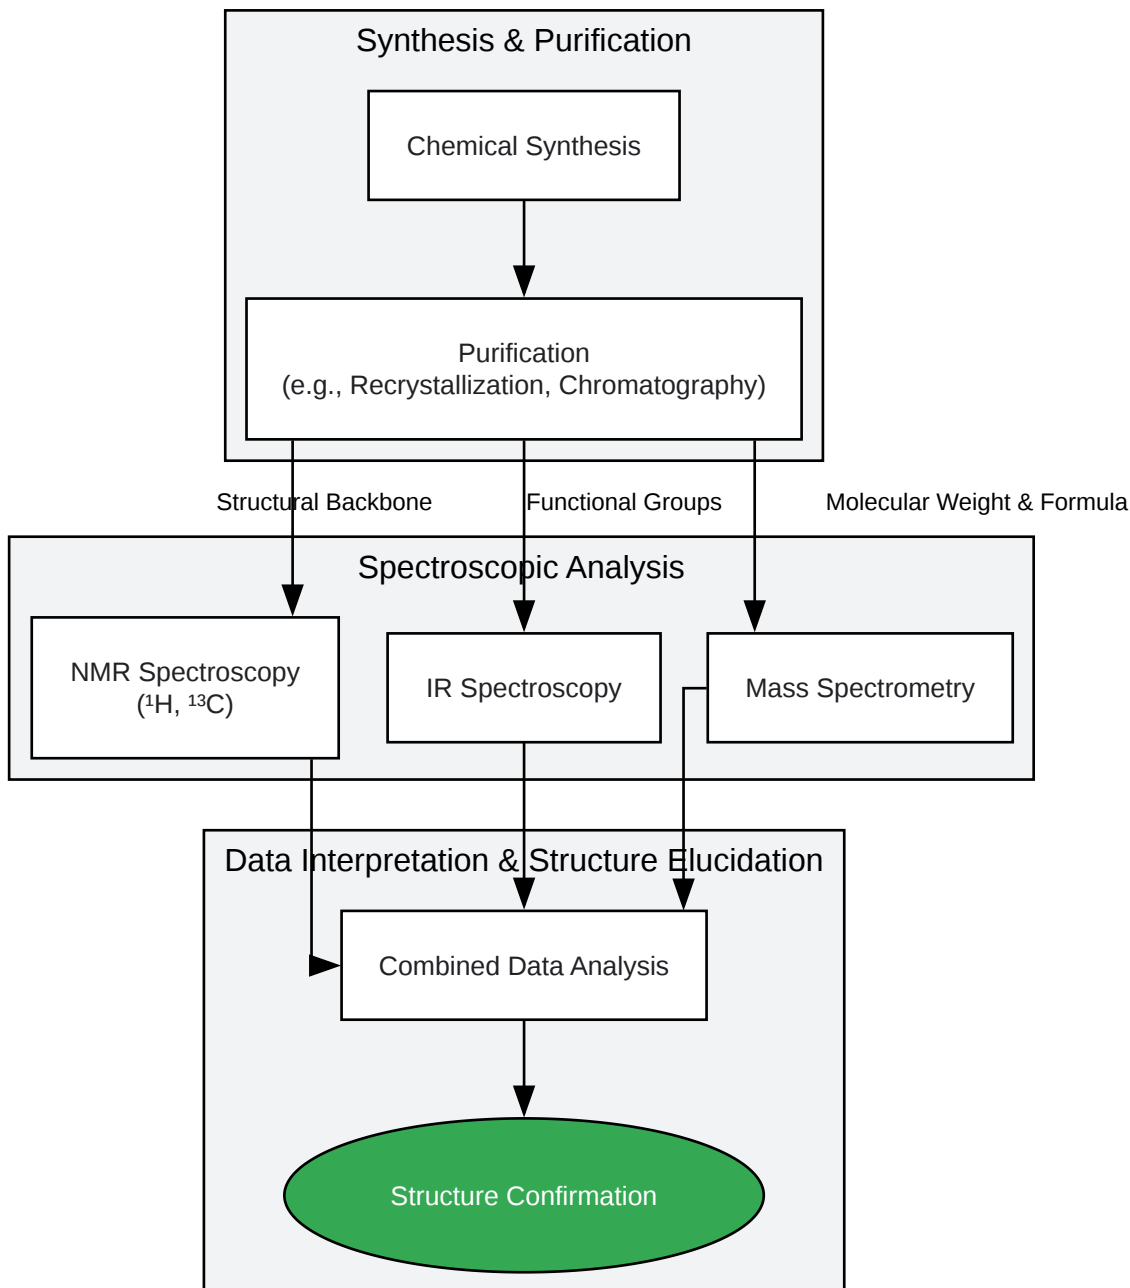 Synthesis & Purification
Chemical Synthesis
Purification
(e.g., Recrystallization, Chromatography)
Structural Backbone
Functional Groups
Molecular Weight & Formula
Spectroscopic Analysis
NMR Spectroscopy
(¹H, ¹³C)
IR Spectroscopy
Mass Spectrometry
Data Interpretation & Structure Elucidation
Combined Data Analysis
Structure Confirmation